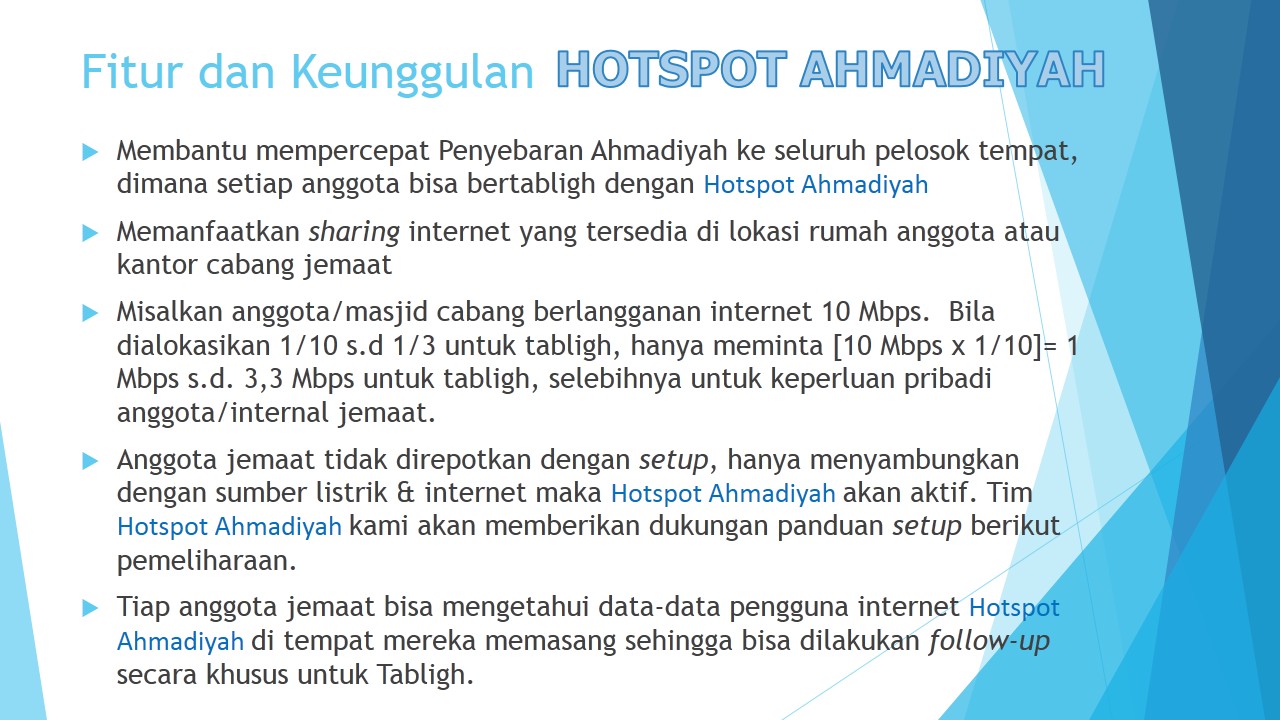 Fitur dan Keunggulan HOTSPOT AHMADIYAH
Membantu mempercepat Penyebaran Ahmadiyah ke seluruh pelosok tempat,
dimana setiap anggota bisa bertabligh dengan Hotspot Ahmadiyah
Memanfaatkan sharing internet yang tersedia di lokasi rumah anggota atau
kantor cabang jemaat
Misalkan anggota/masjid cabang berlangganan internet 10 Mbps.  Bila
dialokasikan 1/10 s.d 1/3 untuk tabligh, hanya meminta [10 Mbps x 1/10]= 1
Mbps s.d. 3,3 Mbps untuk tabligh, selebihnya untuk keperluan pribadi
anggota/internal jemaat.
Anggota jemaat tidak direpotkan dengan setup, hanya menyambungkan
dengan sumber listrik & internet maka Hotspot Ahmadiyah akan aktif. Tim
Hotspot Ahmadiyah kami akan memberikan dukungan panduan setup berikut
pemeliharaan.
Tiap anggota jemaat bisa mengetahui data-data pengguna internet Hotspot
Ahmadiyah di tempat mereka memasang sehingga bisa dilakukan follow-up
secara khusus untuk Tabligh.